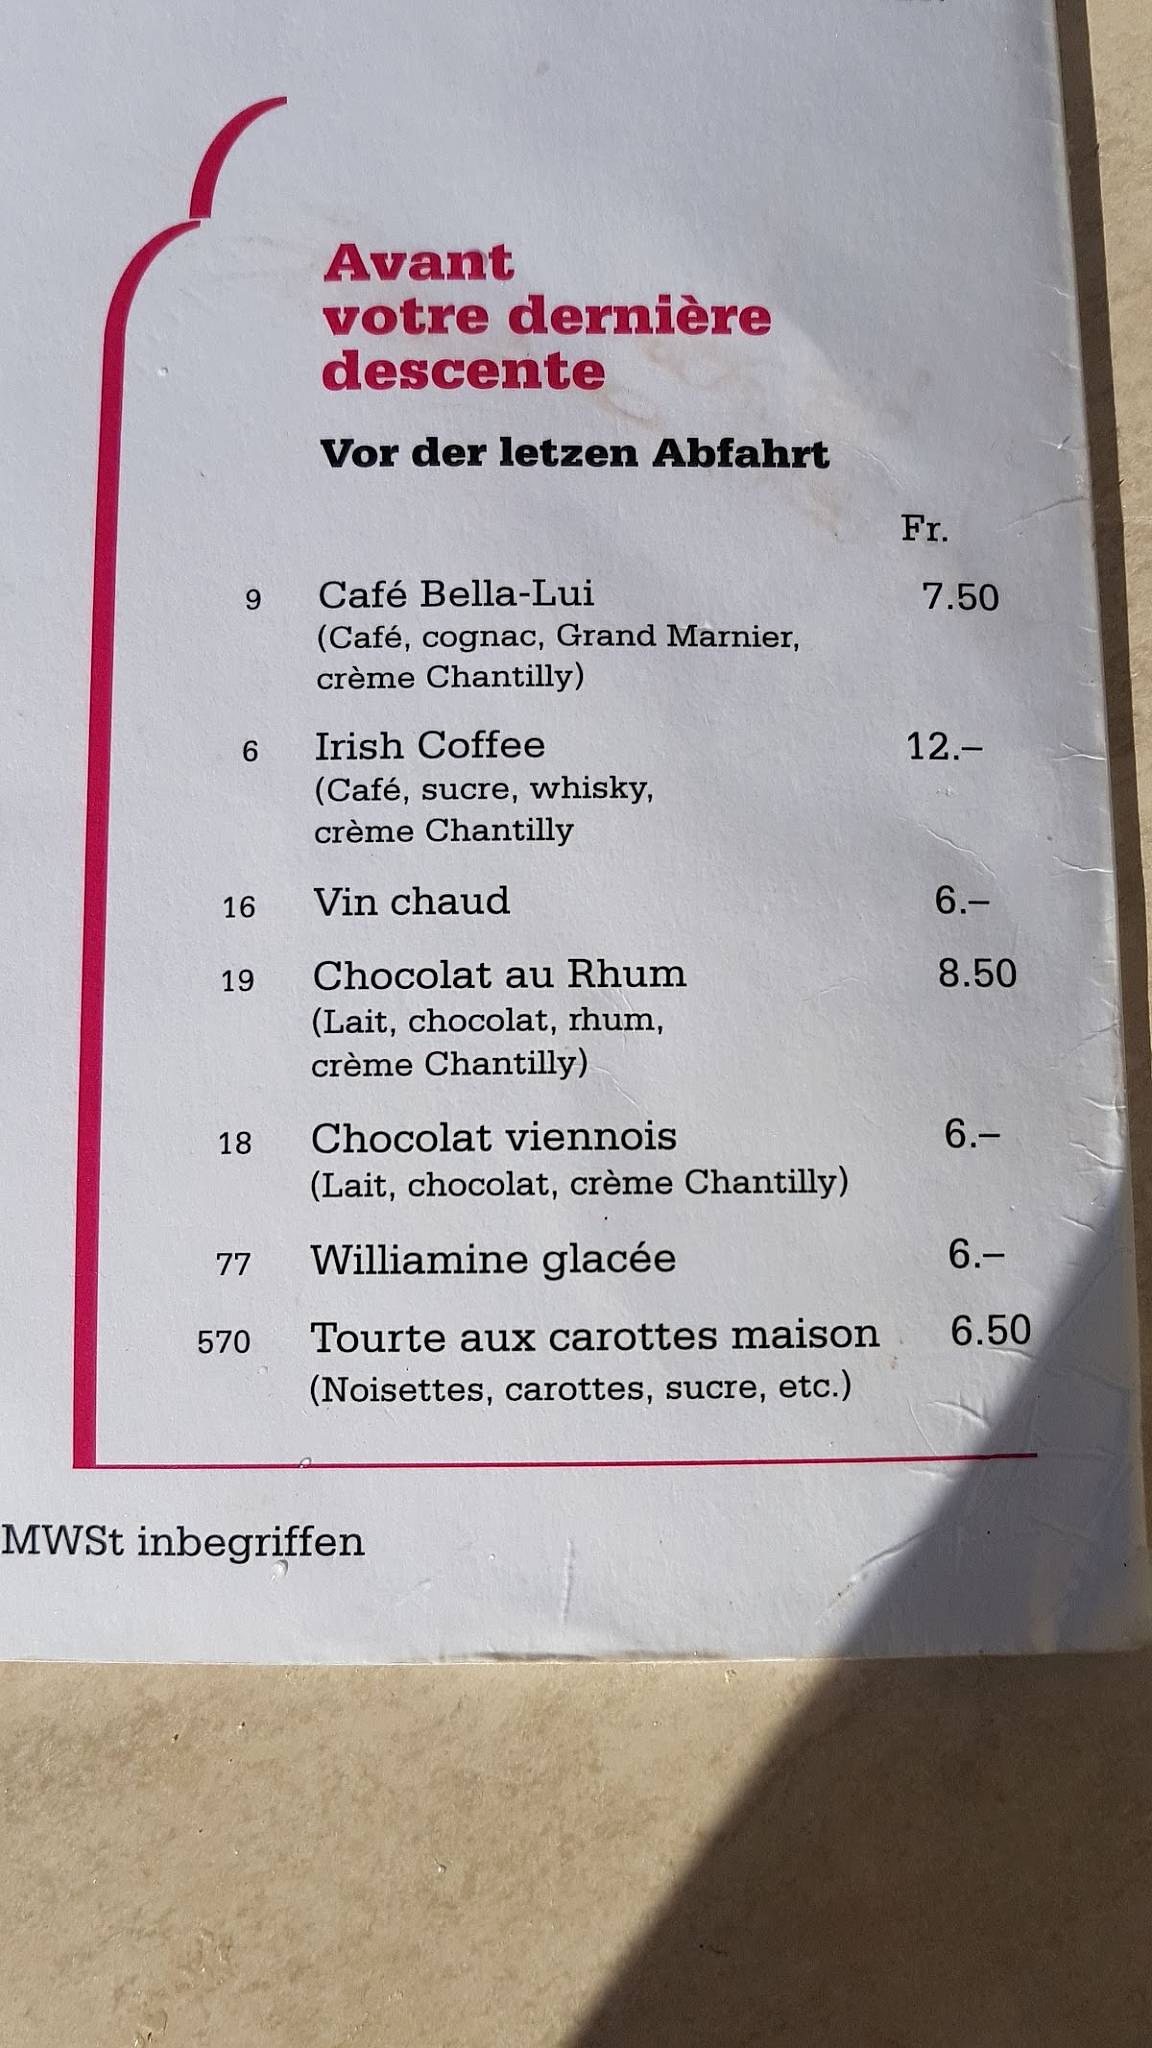 Avant
votre dernière
descente
Vor der letzen Abfahrt
Fr.
9 Café Bella-Lui 7.50
(Café, cognac, Grand Marnier,
crème Chantilly)
6 Irish Coffee 12.–
(Café, sucre, whisky,
crème Chantilly
16 Vin chaud 6.–
19 Chocolat au Rhum 8.50
(Lait, chocolat, rhum,
crème Chantilly)
18 Chocolat viennois 6.–
(Lait, chocolat, crème Chantilly)
77 Williamine glacée 6.–
570 Tourte aux carottes maison 6.50
(Noisettes, carottes, sucre, etc.)
MWSt inbegriffen